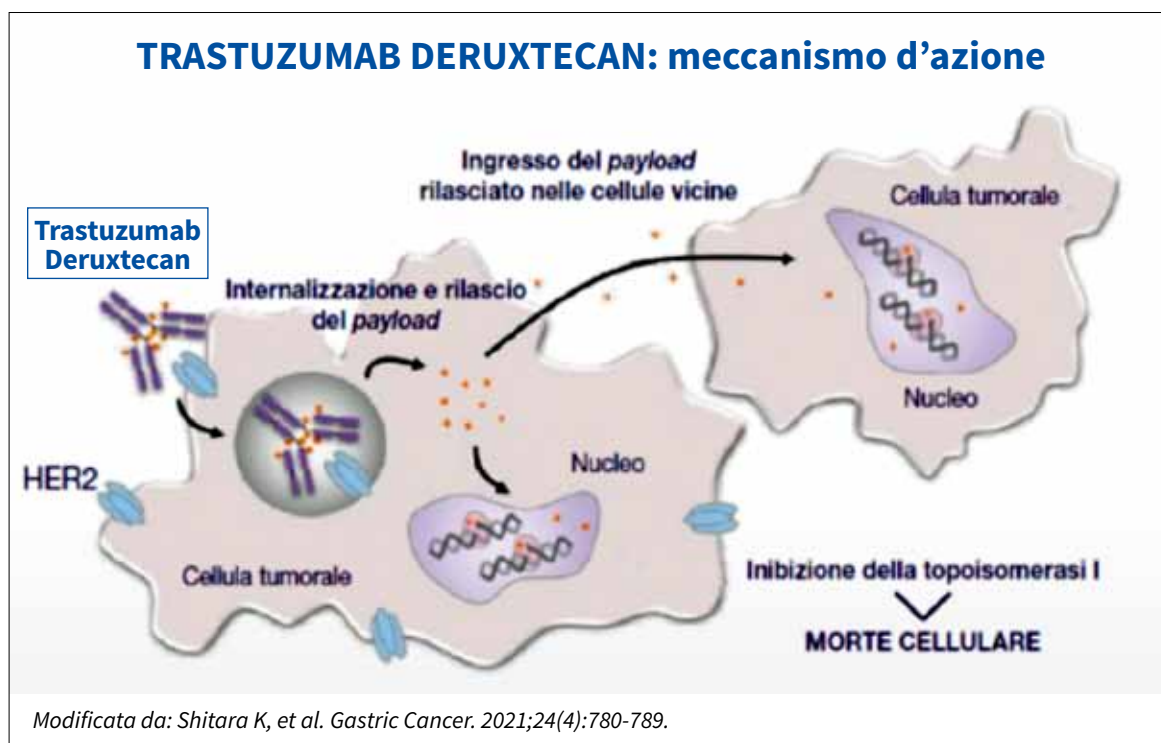 TRASTUZUMAB DERUXTECAN: meccanismo d’azione
Ingresso del payload
rilasciato nelle cellule vicine
Cellula tumorale
Trastuzumab
Deruxtecan
Internalizzazione e rilascio
del payload
Nucleo
Nucleo
HER2
Cellula tumorale
Inibizione della topoisomerasi I
MORTE CELLULARE
Modificata da: Shitara K, et al. Gastric Cancer. 2021;24(4):780-789.